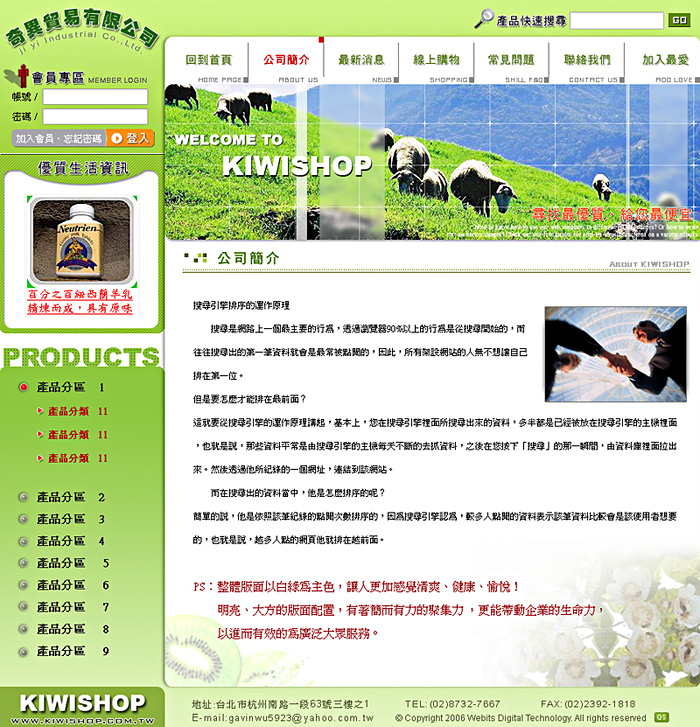 奇異貿易有限公司
ji yi Industrial Co.,Ltd.
產品快速搜尋
GO
會員專區 MEMBER LOGIN
帳號 /
密碼 /
加入會員．忘記密碼
登入
回到首頁
公司簡介
最新消息
線上購物
常見問題
聯絡我們
加入最愛
HOME PAGE
ABOUT US
NEWS
SHOPPING
SHILL FAQ
CONTACT US
ADD LOVE
WELCOME TO
KIWISHOP
尋找最優質，給您最便宜
優質生活資訊
Neutrien
百分之百紐西蘭羊乳
精煉而成，具有原味
PRODUCTS
產品分區 1
產品分類 11
產品分類 11
產品分類 11
產品分區 2
產品分區 3
產品分區 4
產品分區 5
產品分區 6
產品分區 7
產品分區 8
產品分區 9
公司簡介
ABOUT KIWISHOP
搜尋引擎排序的運作原理
搜尋是網路上一個最主要的行為，透過瀏覽器90%以上的行為是從搜尋開始的，而
往往搜尋出的第一筆資料就會是最常被點閱的，因此，所有架設網站的人無不想讓自己
排在第一位。
但是要怎麼才能排在最前面？
這就要從搜尋引擎的運作原理講起，基本上，您在搜尋引擎裡面所搜尋出來的資料，多半都是已經被放在搜尋引擎的主機裡面
，也就是說，那些資料平常是由搜尋引擎的主機每天不斷的去抓資料，之後在您按下「搜尋」的那一瞬間，由資料庫裡面拉出
來。然後透過他所紀錄的一個網址，連結到該網站。
而在搜尋出的資料當中，他是怎麼排序的呢？
簡單的說，他是依照該筆紀錄的點閱次數排序的，因為搜尋引擎認為，較多人點閱的資料表示該筆資料比較會是該使用者想要
的，也就是說，越多人點的網頁他就排在越前面。
PS：整體版面以白綠為主色，讓人更加感覺清爽、健康、愉悅！
明亮、大方的版面配置，有著簡而有力的聚集力，更能帶動企業的生命力，
以進而有效的為廣泛大眾服務。
KIWISHOP
WWW.KIWISHOP.COM.TW
地址:台北市杭州南路一段63號三樓之1
TEL:(02)8732-7667
FAX:(02)2392-1818
E-mail:gavinwu5923@yahoo.com.tw
© Copyright 2006 Webits Digital Technology. All rights reserved
QS